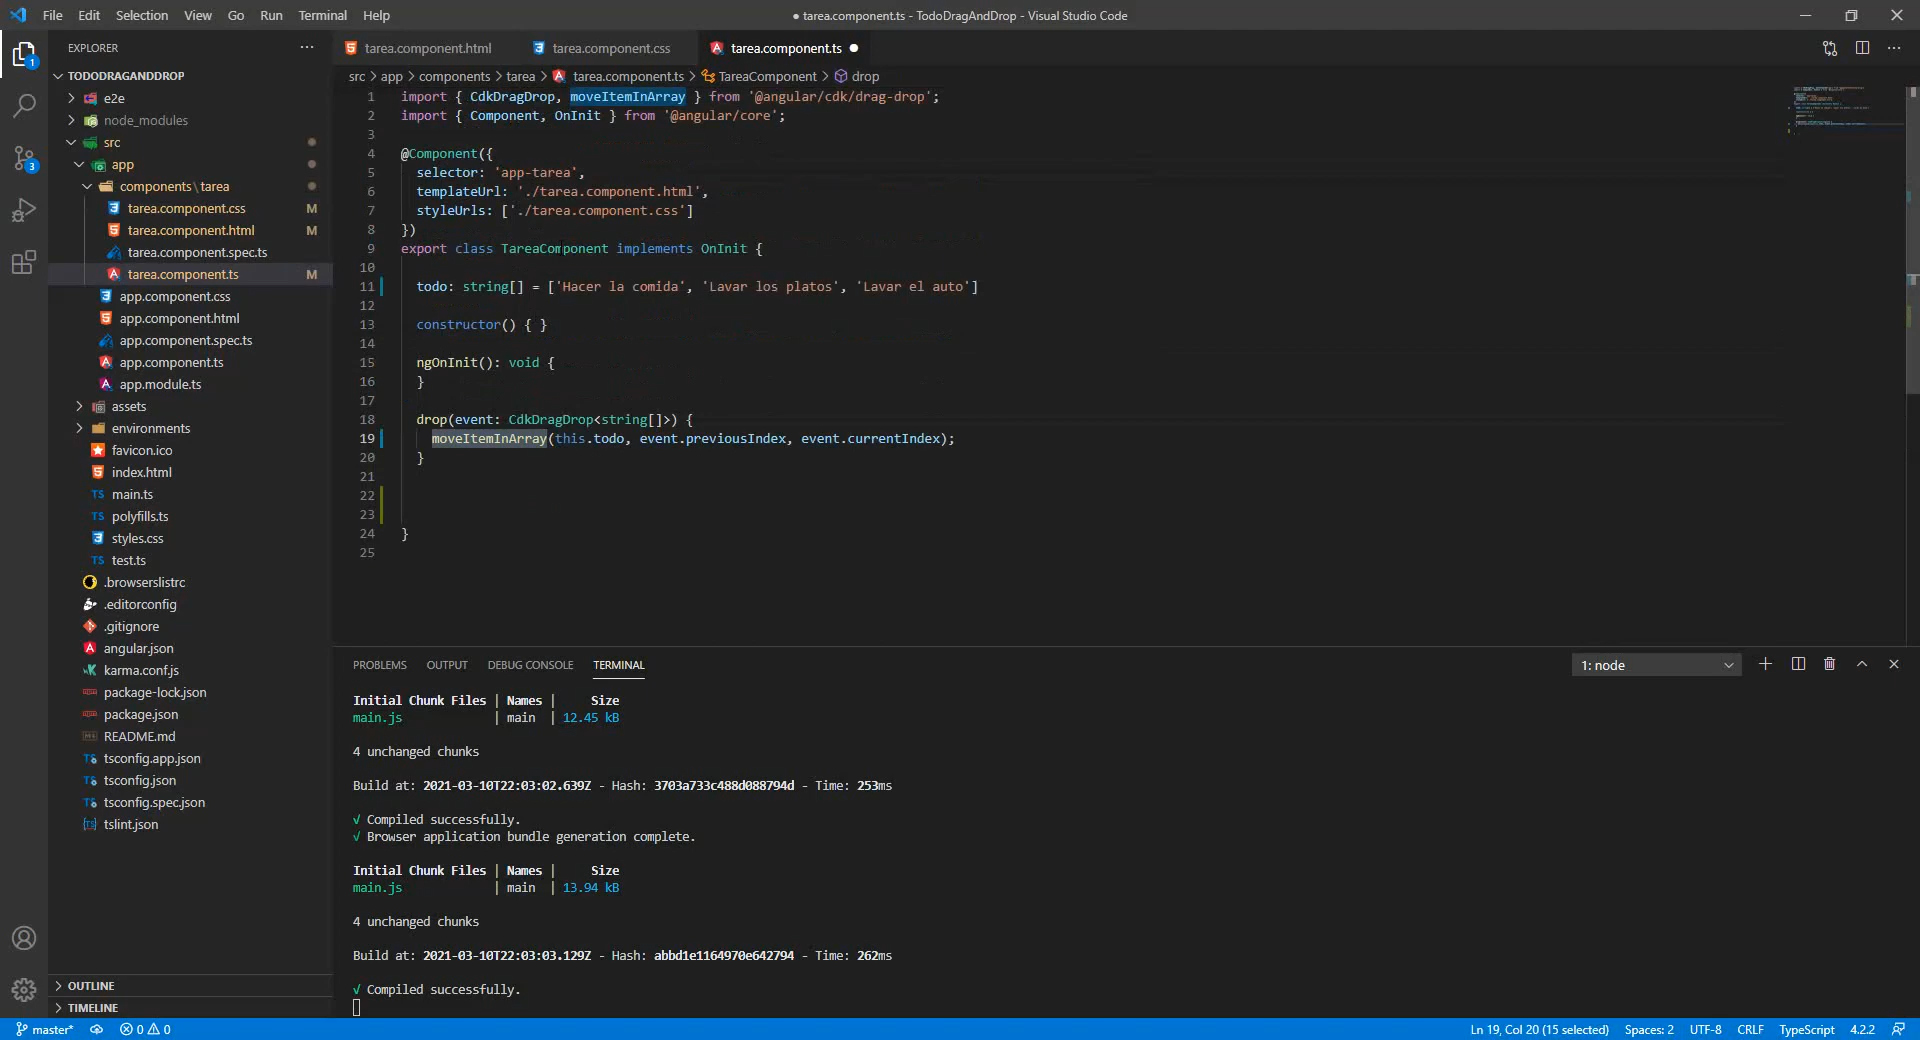 File Edit Selection View Go Run Terminal Help
● tarea.component.ts - TodoDragAndDrop - Visual Studio Code
EXPLORER
TODODRAGANDDROP
e2e
node_modules
src
app
components \ tarea
tarea.component.css M
tarea.component.html M
tarea.component.spec.ts
tarea.component.ts M
app.component.css
app.component.html
app.component.spec.ts
app.component.ts
app.module.ts
assets
environments
favicon.ico
index.html
TS main.ts
TS polyfills.ts
styles.css
TS test.ts
.browserslistrc
.editorconfig
.gitignore
angular.json
karma.conf.js
package-lock.json
package.json
README.md
tsconfig.app.json
tsconfig.json
tsconfig.spec.json
tslint.json
OUTLINE
TIMELINE
1
3
tarea.component.html tarea.component.css tarea.component.ts ●
src > app > components > tarea > tarea.component.ts > TareaComponent > drop
1 import { CdkDragDrop, moveItemInArray } from '@angular/cdk/drag-drop';
2 import { Component, OnInit } from '@angular/core';
3
4 @Component({
5 selector: 'app-tarea',
6 templateUrl: './tarea.component.html',
7 styleUrls: ['./tarea.component.css']
8 })
9 export class TareaComponent implements OnInit {
10
11 todo: string[] = ['Hacer la comida', 'Lavar los platos', 'Lavar el auto']
12
13 constructor() { }
14
15 ngOnInit(): void {
16 }
17
18 drop(event: CdkDragDrop<string[]>) {
19 moveItemInArray(this.todo, event.previousIndex, event.currentIndex);
20 }
21
22
23
24 }
25
PROBLEMS OUTPUT DEBUG CONSOLE TERMINAL
1: node
Initial Chunk Files | Names | Size
main.js | main | 12.45 kB
4 unchanged chunks
Build at: 2021-03-10T22:03:02.639Z - Hash: 3703a733c488d088794d - Time: 253ms
√ Compiled successfully.
√ Browser application bundle generation complete.
Initial Chunk Files | Names | Size
main.js | main | 13.94 kB
4 unchanged chunks
Build at: 2021-03-10T22:03:03.129Z - Hash: abbd1e1164970e642794 - Time: 262ms
√ Compiled successfully.
master* 0 0
Ln 19, Col 20 (15 selected) Spaces: 2 UTF-8 CRLF TypeScript 4.2.2